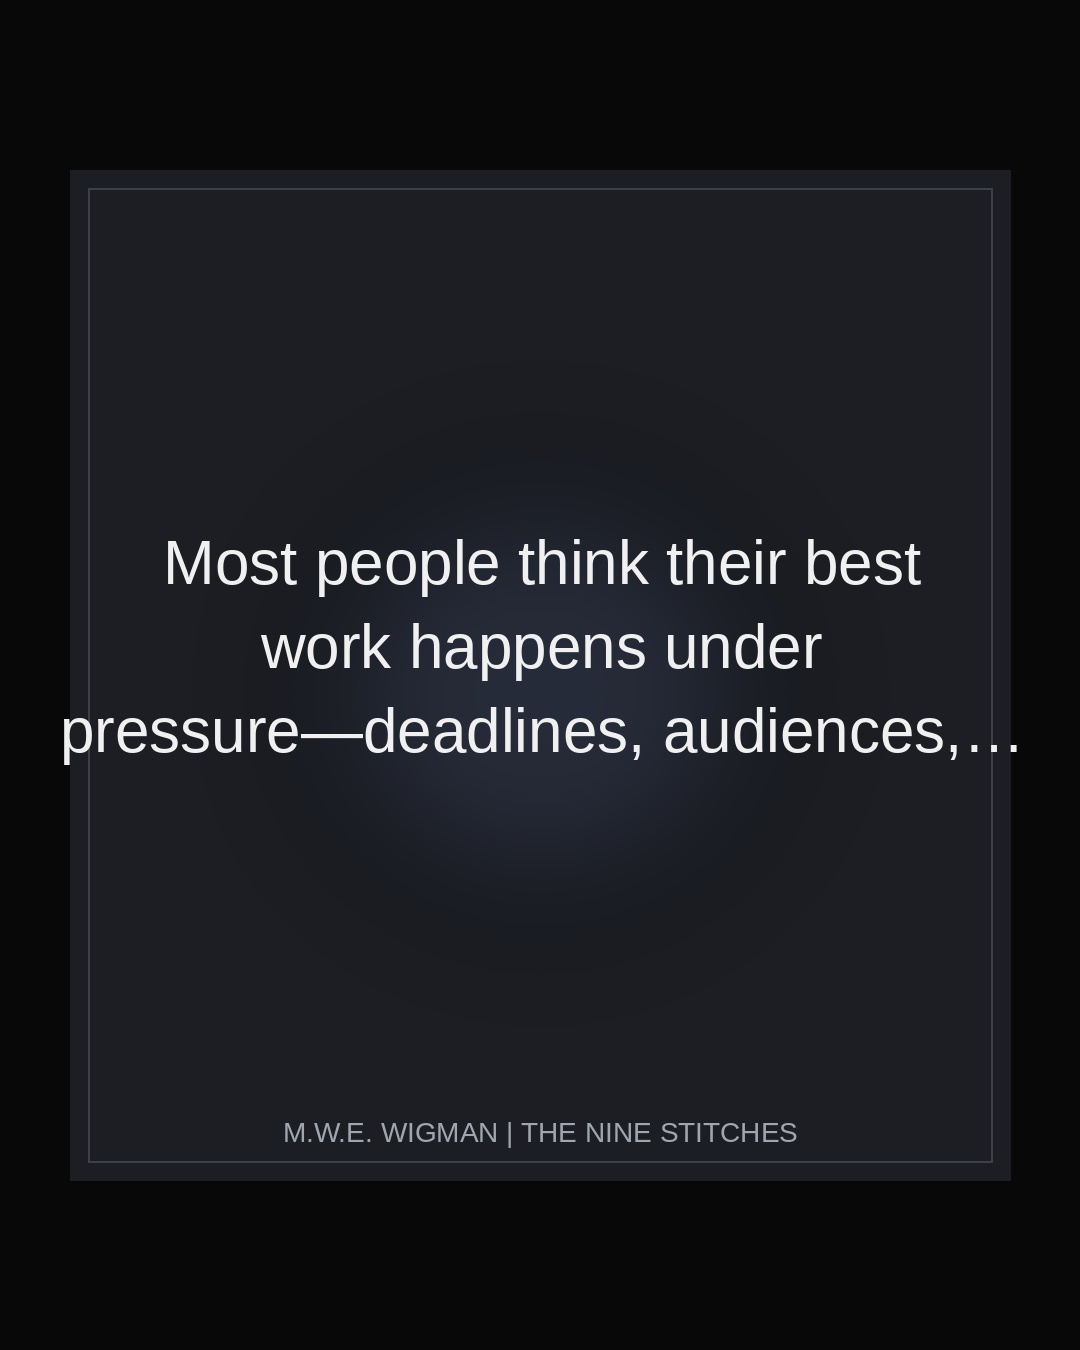 Most people think their best
work happens under
pressure—deadlines, audiences,…
M.W.E. WIGMAN | THE NINE STITCHES